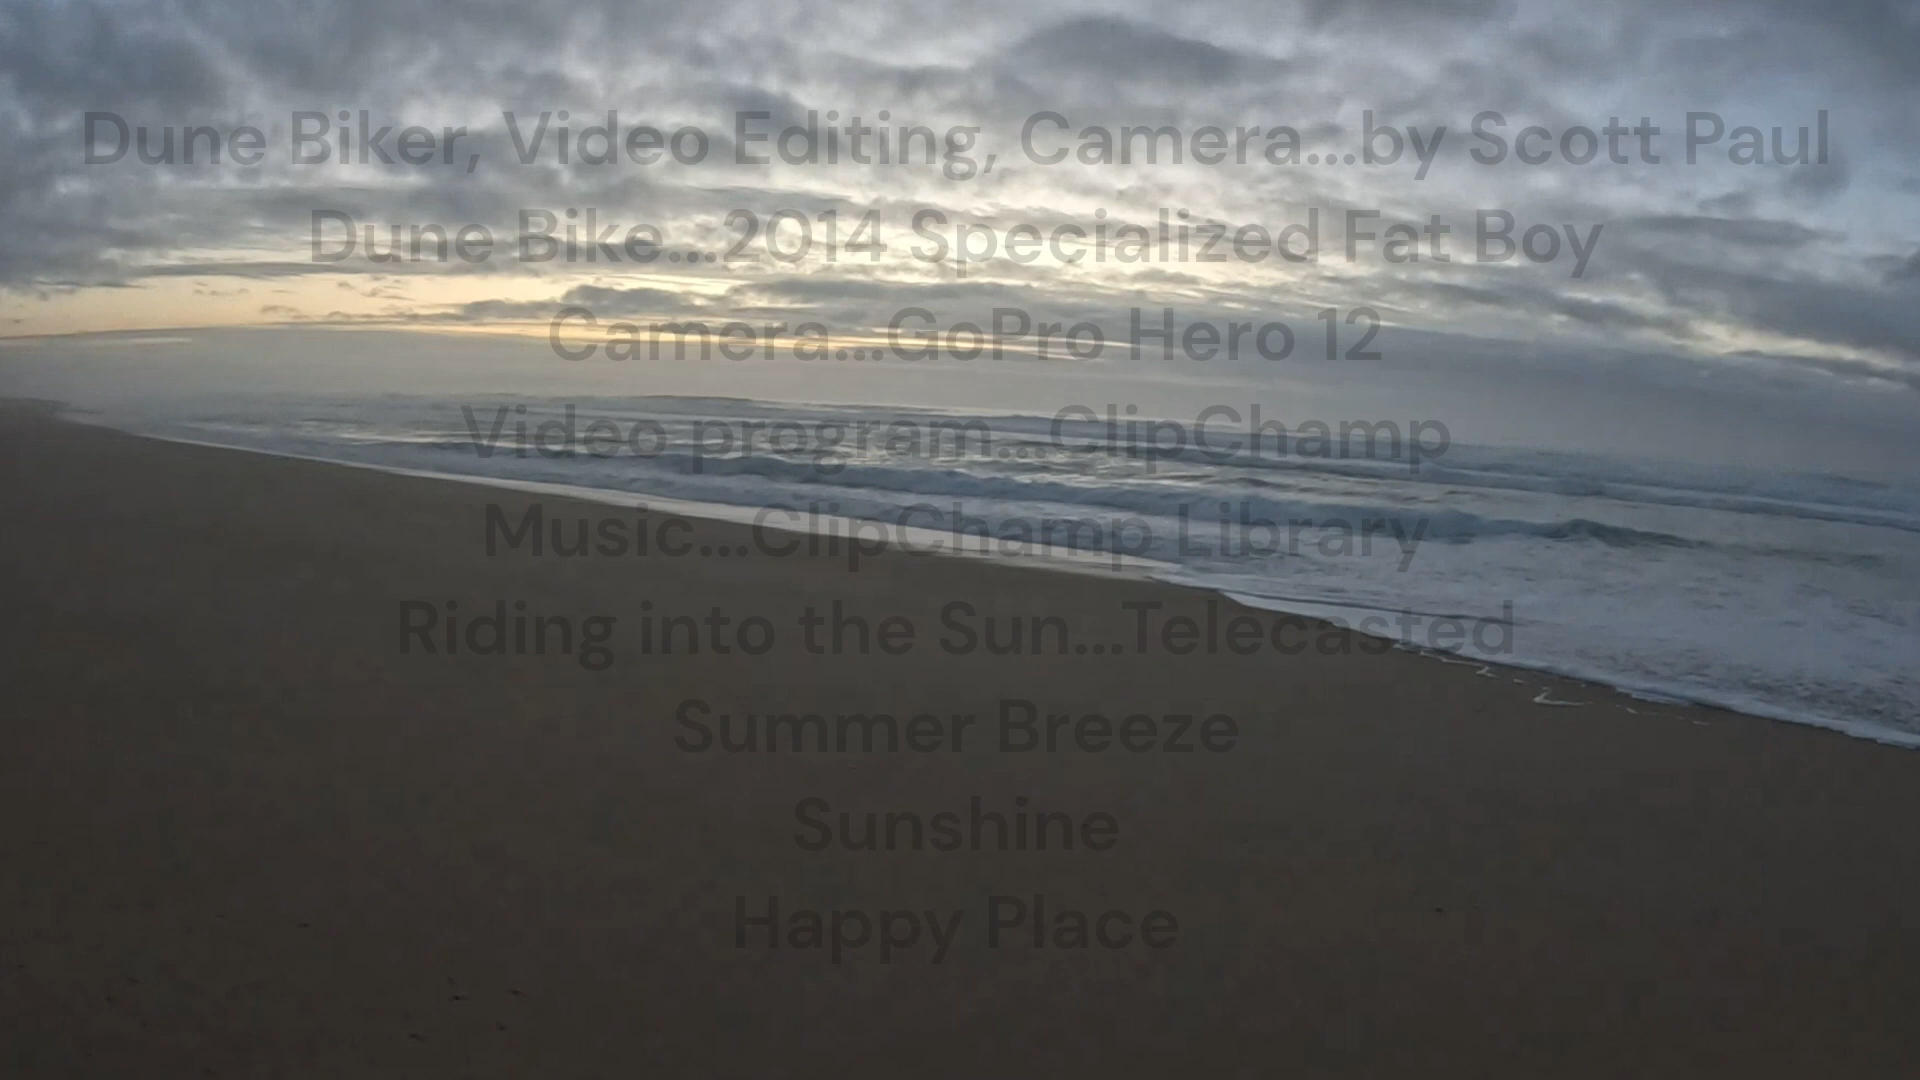 Dune Biker, Video Editing, Camera...by Scott Paul
Dune Bike...2014 Specialized Fat Boy
Camera...GoPro Hero 12
Video program...ClipChamp
Music...ClipChamp Library
Riding into the Sun...Telecasted
Summer Breeze
Sunshine
Happy Place